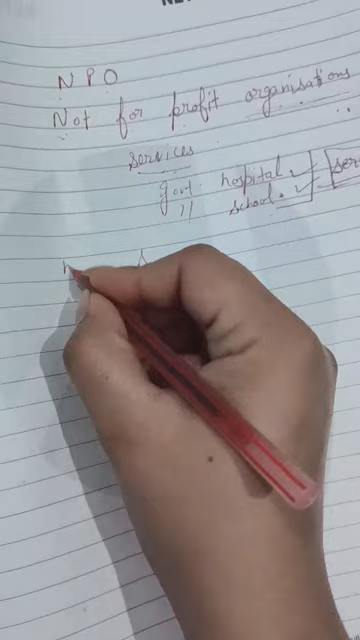 NPO
Not for profit organisations
services
Govt. hospital ✓
" school ✓